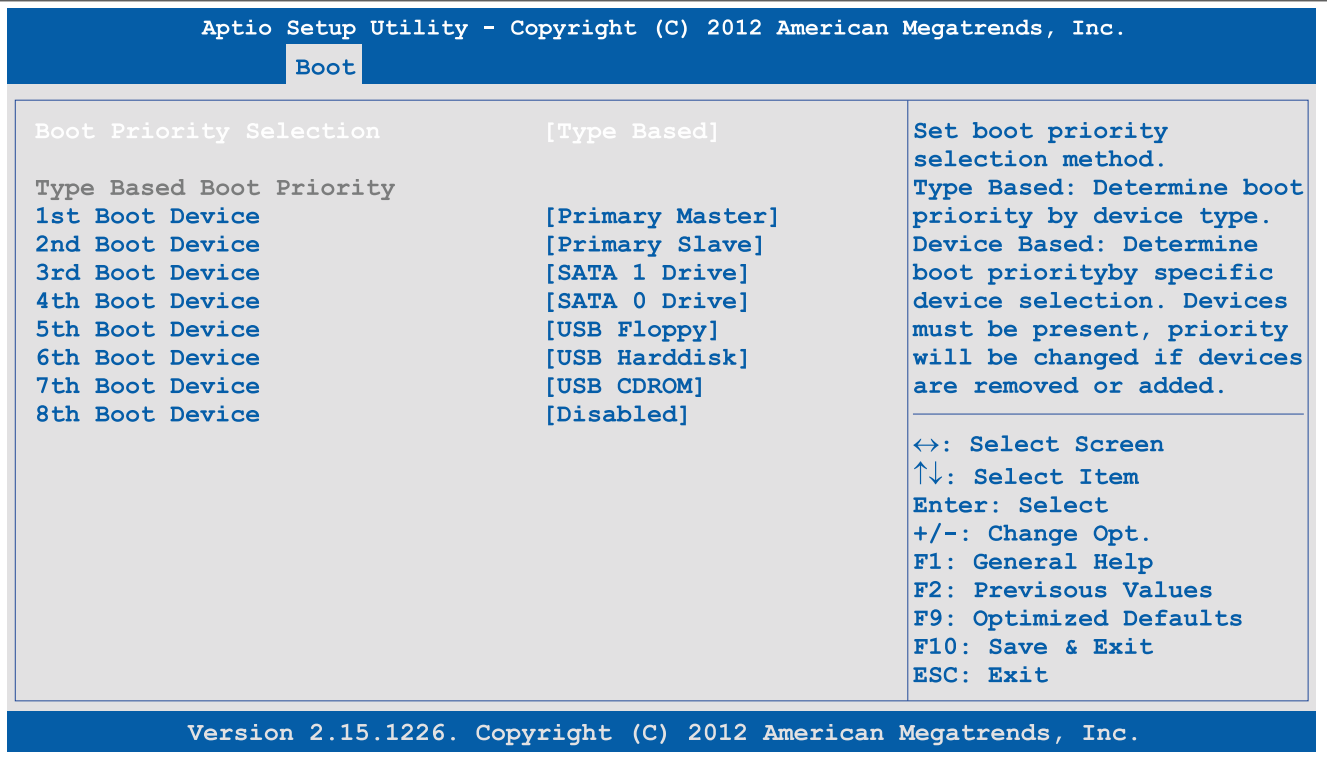 Aptio Setup Utility - Copyright (C) 2012 American Megatrends, Inc.
Boot
Boot Priority Selection [Type Based]
Type Based Boot Priority
1st Boot Device [Primary Master]
2nd Boot Device [Primary Slave]
3rd Boot Device [SATA 1 Drive]
4th Boot Device [SATA 0 Drive]
5th Boot Device [USB Floppy]
6th Boot Device [USB Harddisk]
7th Boot Device [USB CDROM]
8th Boot Device [Disabled]
Set boot priority
selection method.
Type Based: Determine boot
priority by device type.
Device Based: Determine
boot priorityby specific
device selection. Devices
must be present, priority
will be changed if devices
are removed or added.
↔: Select Screen
↑↓: Select Item
Enter: Select
+/-: Change Opt.
F1: General Help
F2: Previsous Values
F9: Optimized Defaults
F10: Save & Exit
ESC: Exit
Version 2.15.1226. Copyright (C) 2012 American Megatrends, Inc.